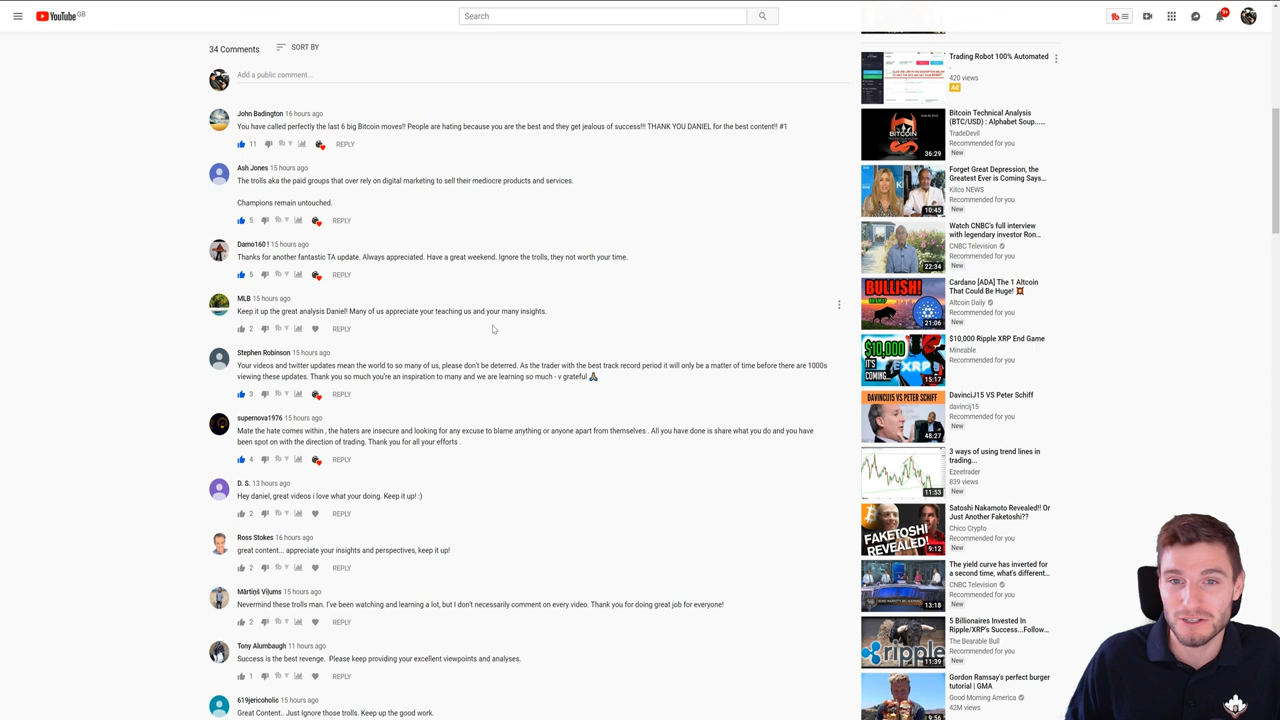 YouTube GB
Search
9+
34 Comments
SORT BY
Add a public comment...
John Badington 16 hours ago
You have called perfectly the last 6 big Bitcoin moves!! People are hating because you are the best and they get jealous of success!!! THANK YOU DANIEL for the best content!! #1
11 REPLY
Ash Jones 15 hours ago
The trolls aka the paid groups that over rely on digital marketing to sell their mediocre products and services.
Champions remain untouched.
5 REPLY
Damo160 ! 15 hours ago
Thanks for another fantastic TA update. Always appreciated. Have a great weekend. Ignore the trolls, they not worth your time.
5 REPLY
MLB 15 hours ago
Keep it up the great analysis Daniel! Many of us appreciate your teaching us and your many insights.
2 REPLY
Stephen Robinson 15 hours ago
Your videos and twitter updates mean the world to so many of us, please don't be deterred. As the trader with the best track record period it will only be a matter of time before there are 1000s
viewing these updates. Thank you so much you're an inspiration to many and we are learning so much - v grateful
3 REPLY
supernova1976 15 hours ago
Mate the hate comes within , the haters are insecure and looking for any excuse to blame anything or anyone apart from themselves . All you have done is share what you do and you have
been spot on with the direction of trading. Thank you for all your efforts .
4 REPLY
D. S. 13 hours ago
Hey daniel, great videos i love what your doing. Keep it up! :)
2 REPLY
Ross Stokes 16 hours ago
great content... appreciate your insights and perspectives, keep it up!
2 REPLY
Mārtiņš Viļums 15 hours ago
Nevermind these trolls man. I've been watching and learning a lot, but I don't necessarily comment on every video. Thank you for doing great job for everyone!
2 REPLY
Tony Alumbaugh 11 hours ago
Success is the best revenge. Please keep providing your excellent viewpoints and analyses.
1 REPLY
619jericoholic 15 hours ago
Great Content.. Just Ignore those trolls. Keep up the good work.
Trading Robot 100% Automated
420 views
Ad
BITCOIN
36:29
Bitcoin Technical Analysis
(BTC/USD) : Alphabet Soup.....
TradeDevil
Recommended for you
New
10:45
Forget Great Depression, the
Greatest Ever is Coming Says...
Kitco NEWS
Recommended for you
New
22:34
Watch CNBC's full interview
with legendary investor Ron...
CNBC Television
Recommended for you
New
BULLISH!
21:06
Cardano [ADA] The 1 Altcoin
That Could Be Huge!
Altcoin Daily
Recommended for you
New
$10,000
IT'S
COMING...
XRP
15:17
$10,000 Ripple XRP End Game
Mineable
Recommended for you
DAVINCIJ15 VS PETER SCHIFF
48:27
DavinciJ15 VS Peter Schiff
davincij15
Recommended for you
New
11:53
3 ways of using trend lines in
trading...
Ezeetrader
839 views
New
FAKETOSHI
REVEALED!
9:12
Satoshi Nakamoto Revealed!! Or
Just Another Faketoshi??
Chico Crypto
Recommended for you
New
13:18
The yield curve has inverted for
a second time, what's different...
CNBC Television
Recommended for you
New
ripple
11:39
5 Billionaires Invested In
Ripple/XRP's Success...Follow...
The Bearable Bull
Recommended for you
New
9:56
Gordon Ramsay's perfect burger
tutorial | GMA
Good Morning America
42M views